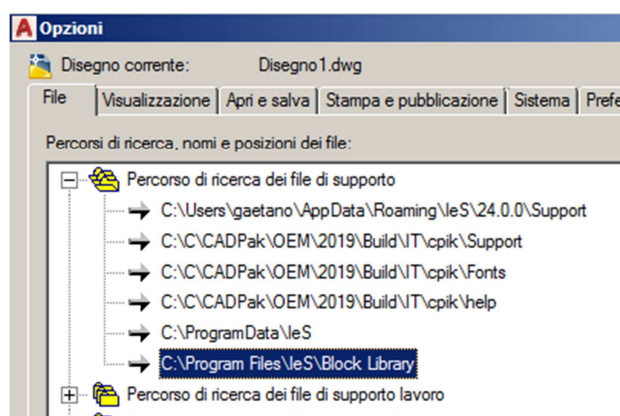 Opzioni
Disegno corrente: Disegno1.dwg
File Visualizzazione Apri e salva Stampa e pubblicazione Sistema Prefe
Percorsi di ricerca, nomi e posizioni dei file:
Percorso di ricerca dei file di supporto
C:\Users\gaetano\AppData\Roaming\IeS\24.0.0\Support
C:\C\CADPak\OEM\2019\Build\IT\cpik\Support
C:\C\CADPak\OEM\2019\Build\IT\cpik\Fonts
C:\C\CADPak\OEM\2019\Build\IT\cpik\help
C:\ProgramData\IeS
C:\Program Files\IeS\Block Library
Percorso di ricerca dei file di supporto lavoro